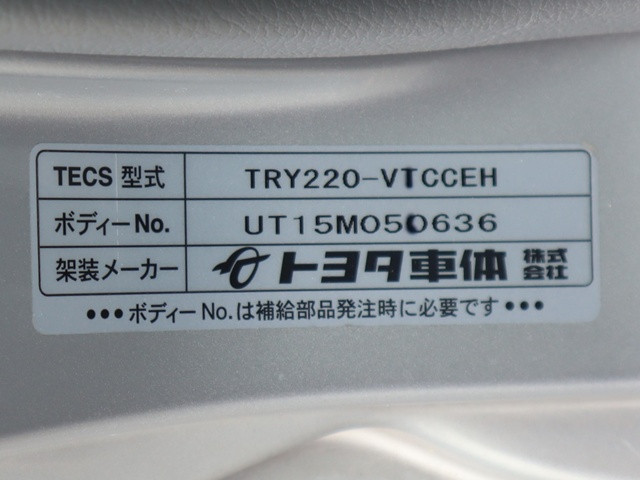 TECS 型式 TRY220-VTCCEH
ボディーNo. UT15M050636
架装メーカー トヨタ車体 株式会社
•••ボディーNo.は補給部品発注時に必要です•••